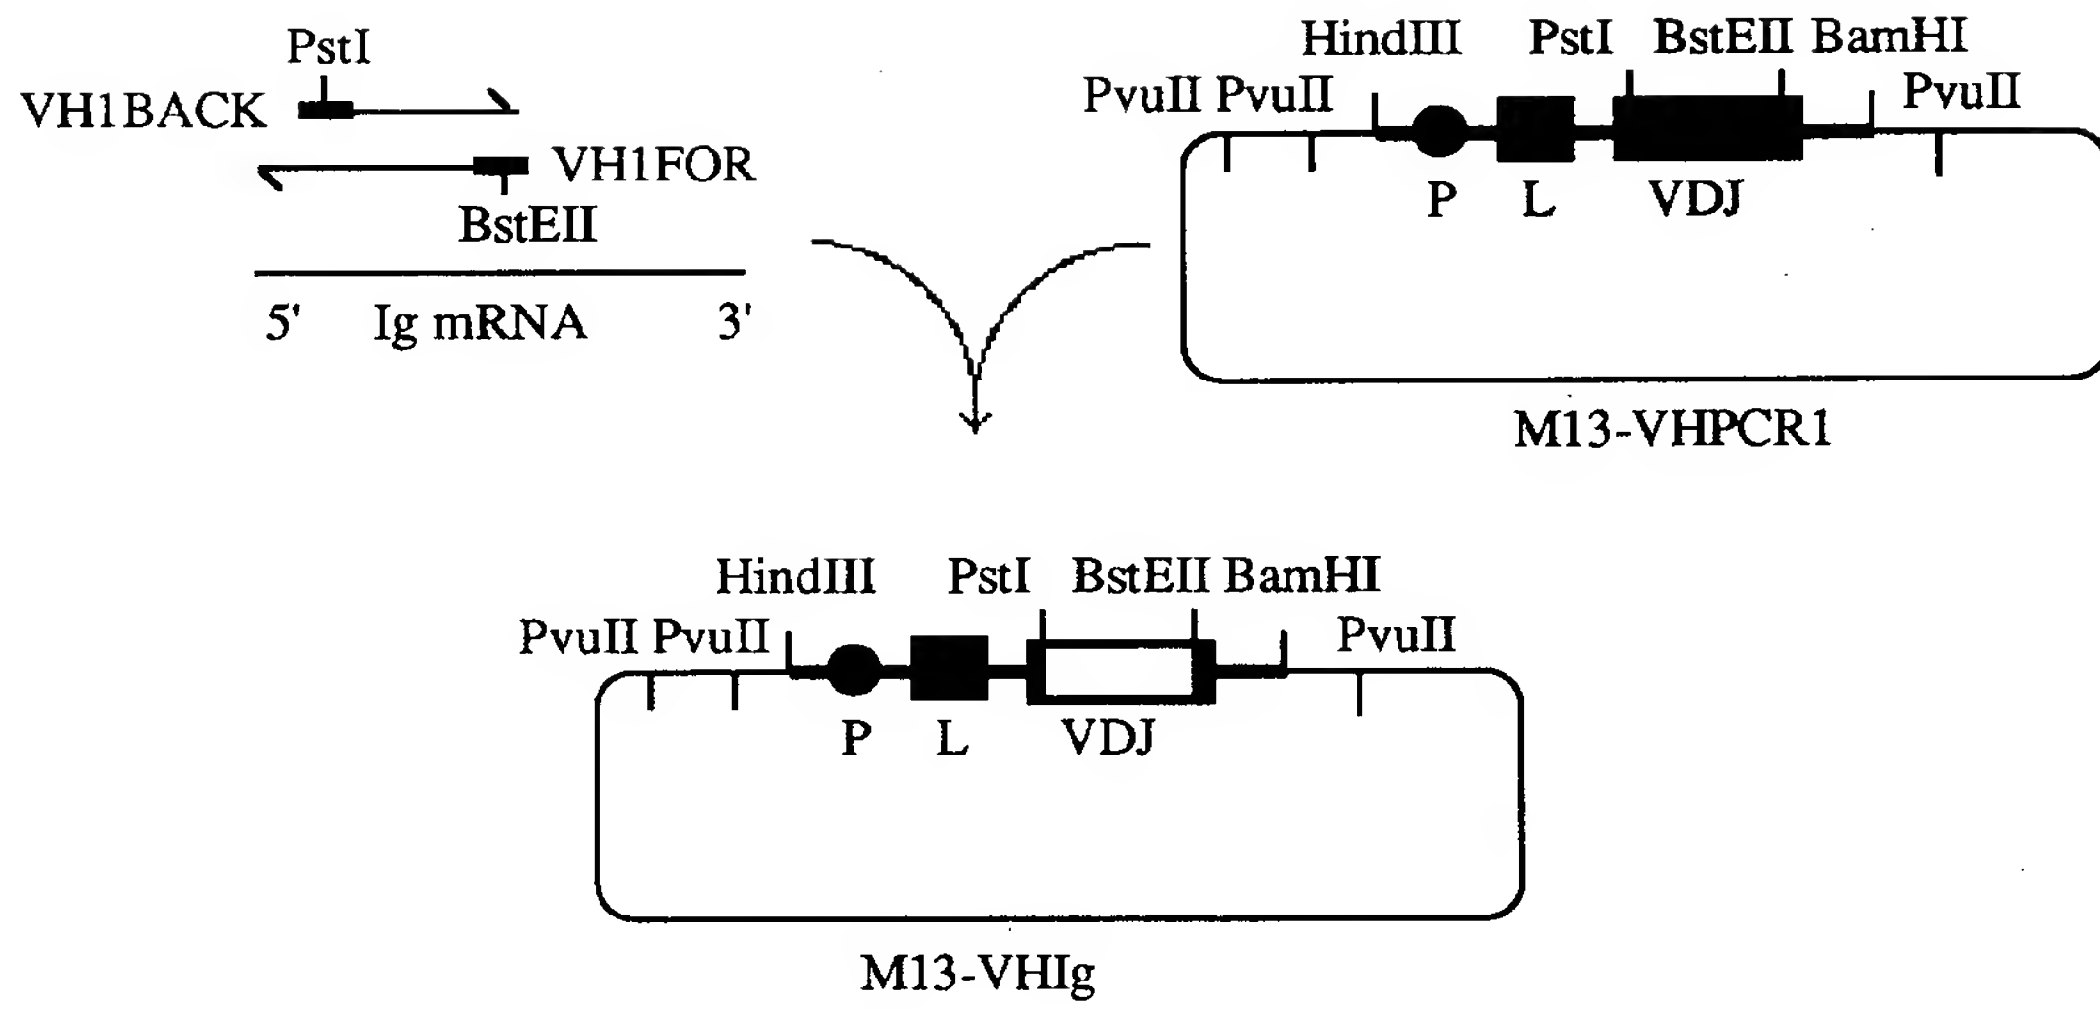 PstI
VH1BACK
VH1FOR
BstEII
5' Ig mRNA 3'
HindIII PstI BstEII BamHI
PvuII PvuII PvuII
P L VDJ
M13-VHPCR1
HindIII PstI BstEII BamHI
PvuII PvuII PvuII
P L VDJ
M13-VHIg